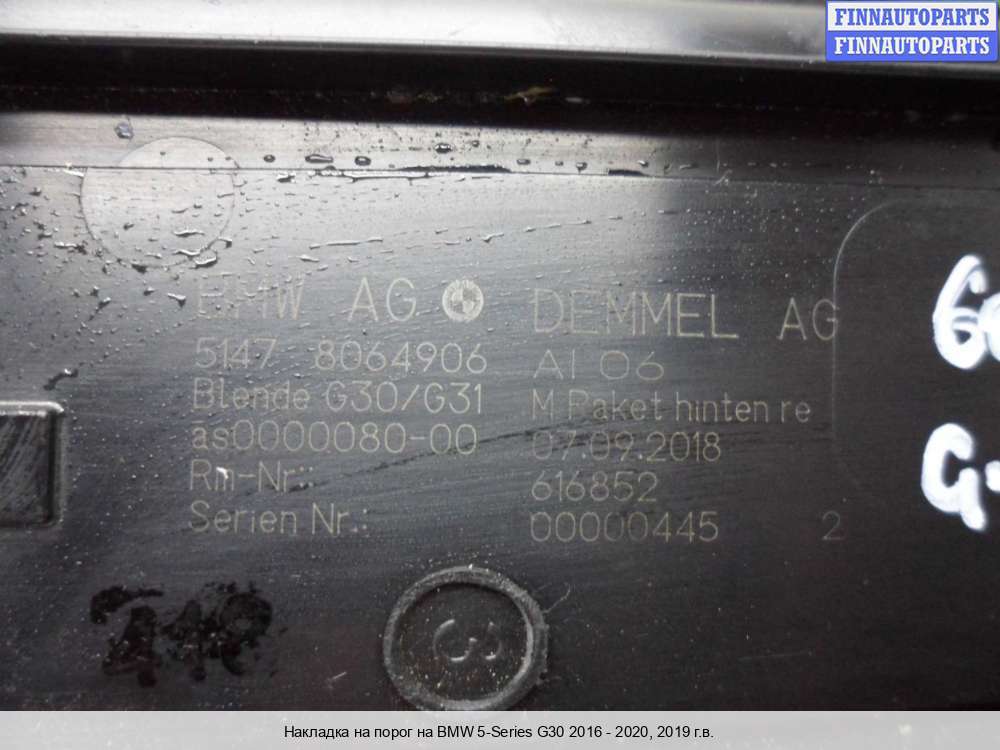 FINNAUTOPARTS
FINNAUTOPARTS
BMW AG DEMMEL AG
5147 8064906 AI 06
Blende G30/G31 M Paket hinten re
as0000080-00 07.09.2018
Rh-Nr.: 616852
Serien Nr.: 00000445 2
3
Накладка на порог на BMW 5-Series G30 2016 - 2020, 2019 г.в.